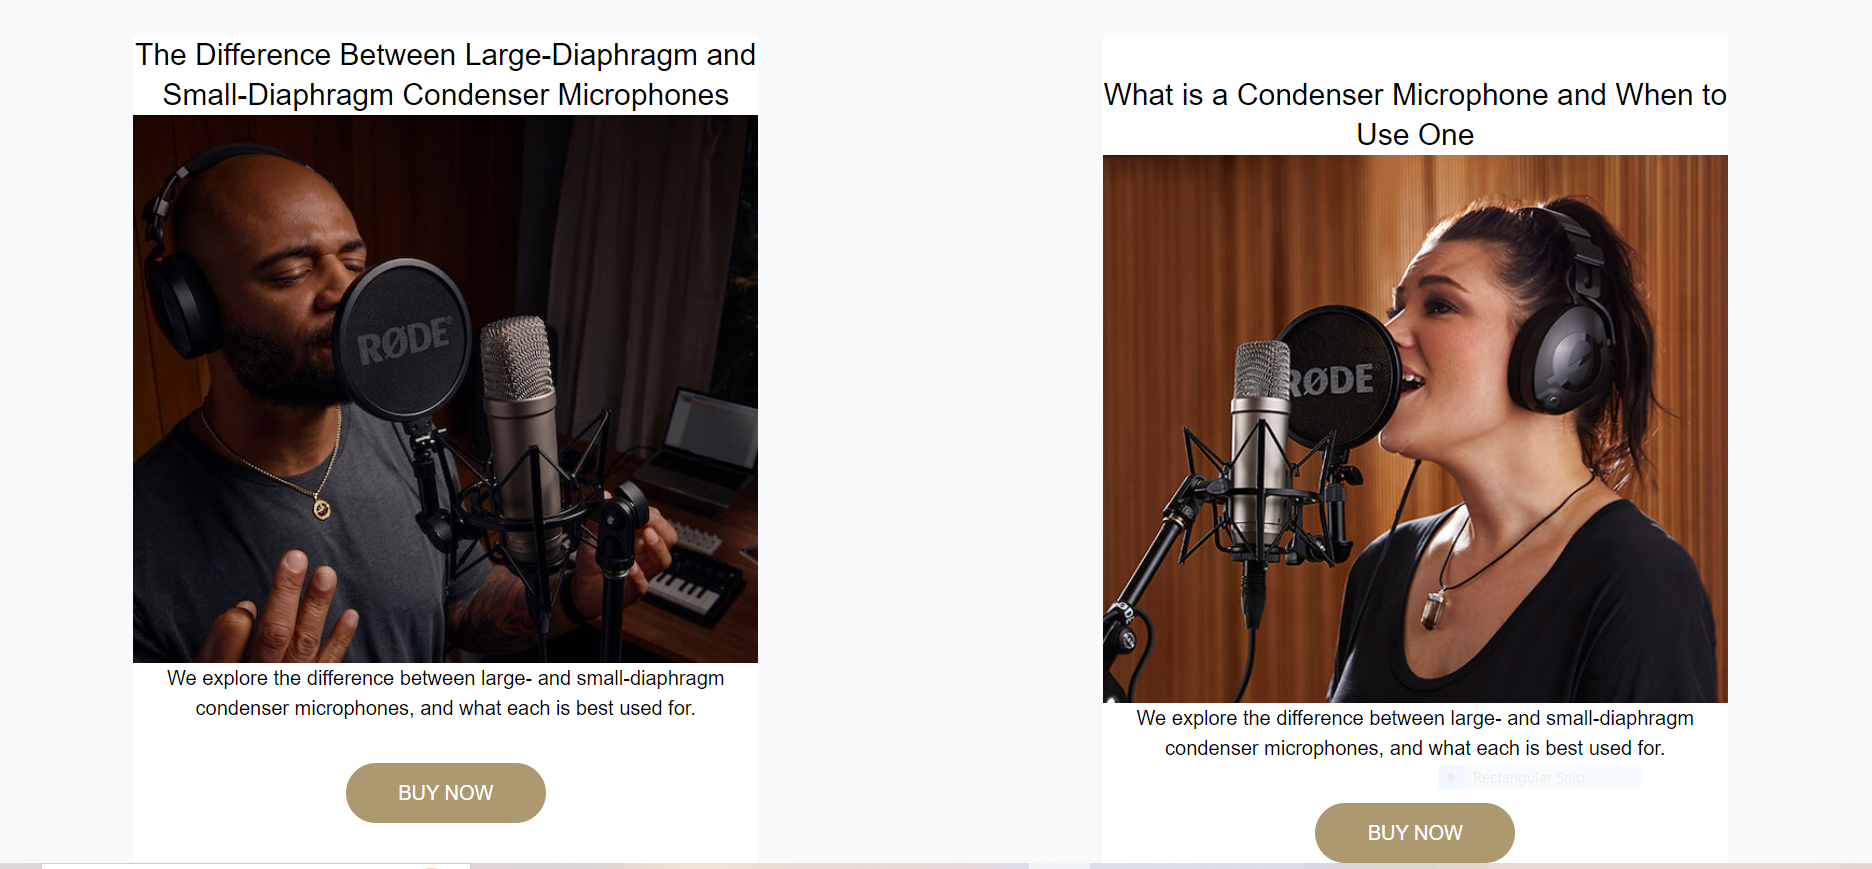 The Difference Between Large-Diaphragm and
Small-Diaphragm Condenser Microphones
RØDE
We explore the difference between large- and small-diaphragm
condenser microphones, and what each is best used for.
BUY NOW
What is a Condenser Microphone and When to
Use One
RØDE
RØDE
We explore the difference between large- and small-diaphragm
condenser microphones, and what each is best used for.
Rectangular Snip
BUY NOW